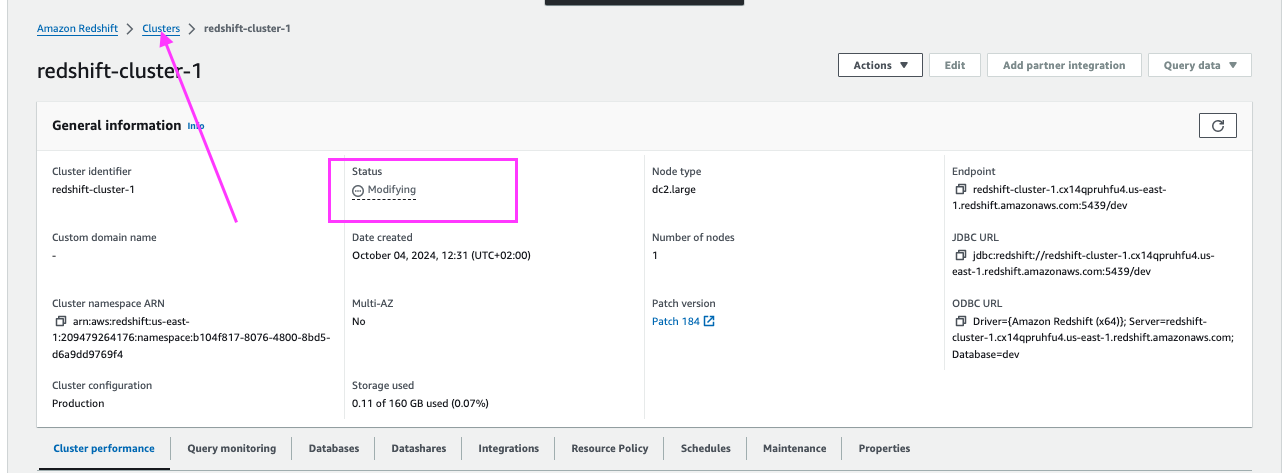 Amazon Redshift > Clusters > redshift-cluster-1
redshift-cluster-1
Actions
Edit
Add partner integration
Query data
General information
Info
Cluster identifier
redshift-cluster-1
Custom domain name
-
Cluster namespace ARN
arn:aws:redshift:us-east-
1:209479264176:namespace:b104f817-8076-4800-8bd5-
d6a9dd9769f4
Cluster configuration
Production
Status
Modifying
Date created
October 04, 2024, 12:31 (UTC+02:00)
Multi-AZ
No
Storage used
0.11 of 160 GB used (0.07%)
Node type
dc2.large
Number of nodes
1
Patch version
Patch 184
Endpoint
redshift-cluster-1.cx14qpruhfu4.us-east-
1.redshift.amazonaws.com:5439/dev
JDBC URL
jdbc:redshift://redshift-cluster-1.cx14qpruhfu4.us-
east-1.redshift.amazonaws.com:5439/dev
ODBC URL
Driver={Amazon Redshift (x64)}; Server=redshift-
cluster-1.cx14qpruhfu4.us-east-1.redshift.amazonaws.com;
Database=dev
Cluster performance
Query monitoring
Databases
Datashares
Integrations
Resource Policy
Schedules
Maintenance
Properties